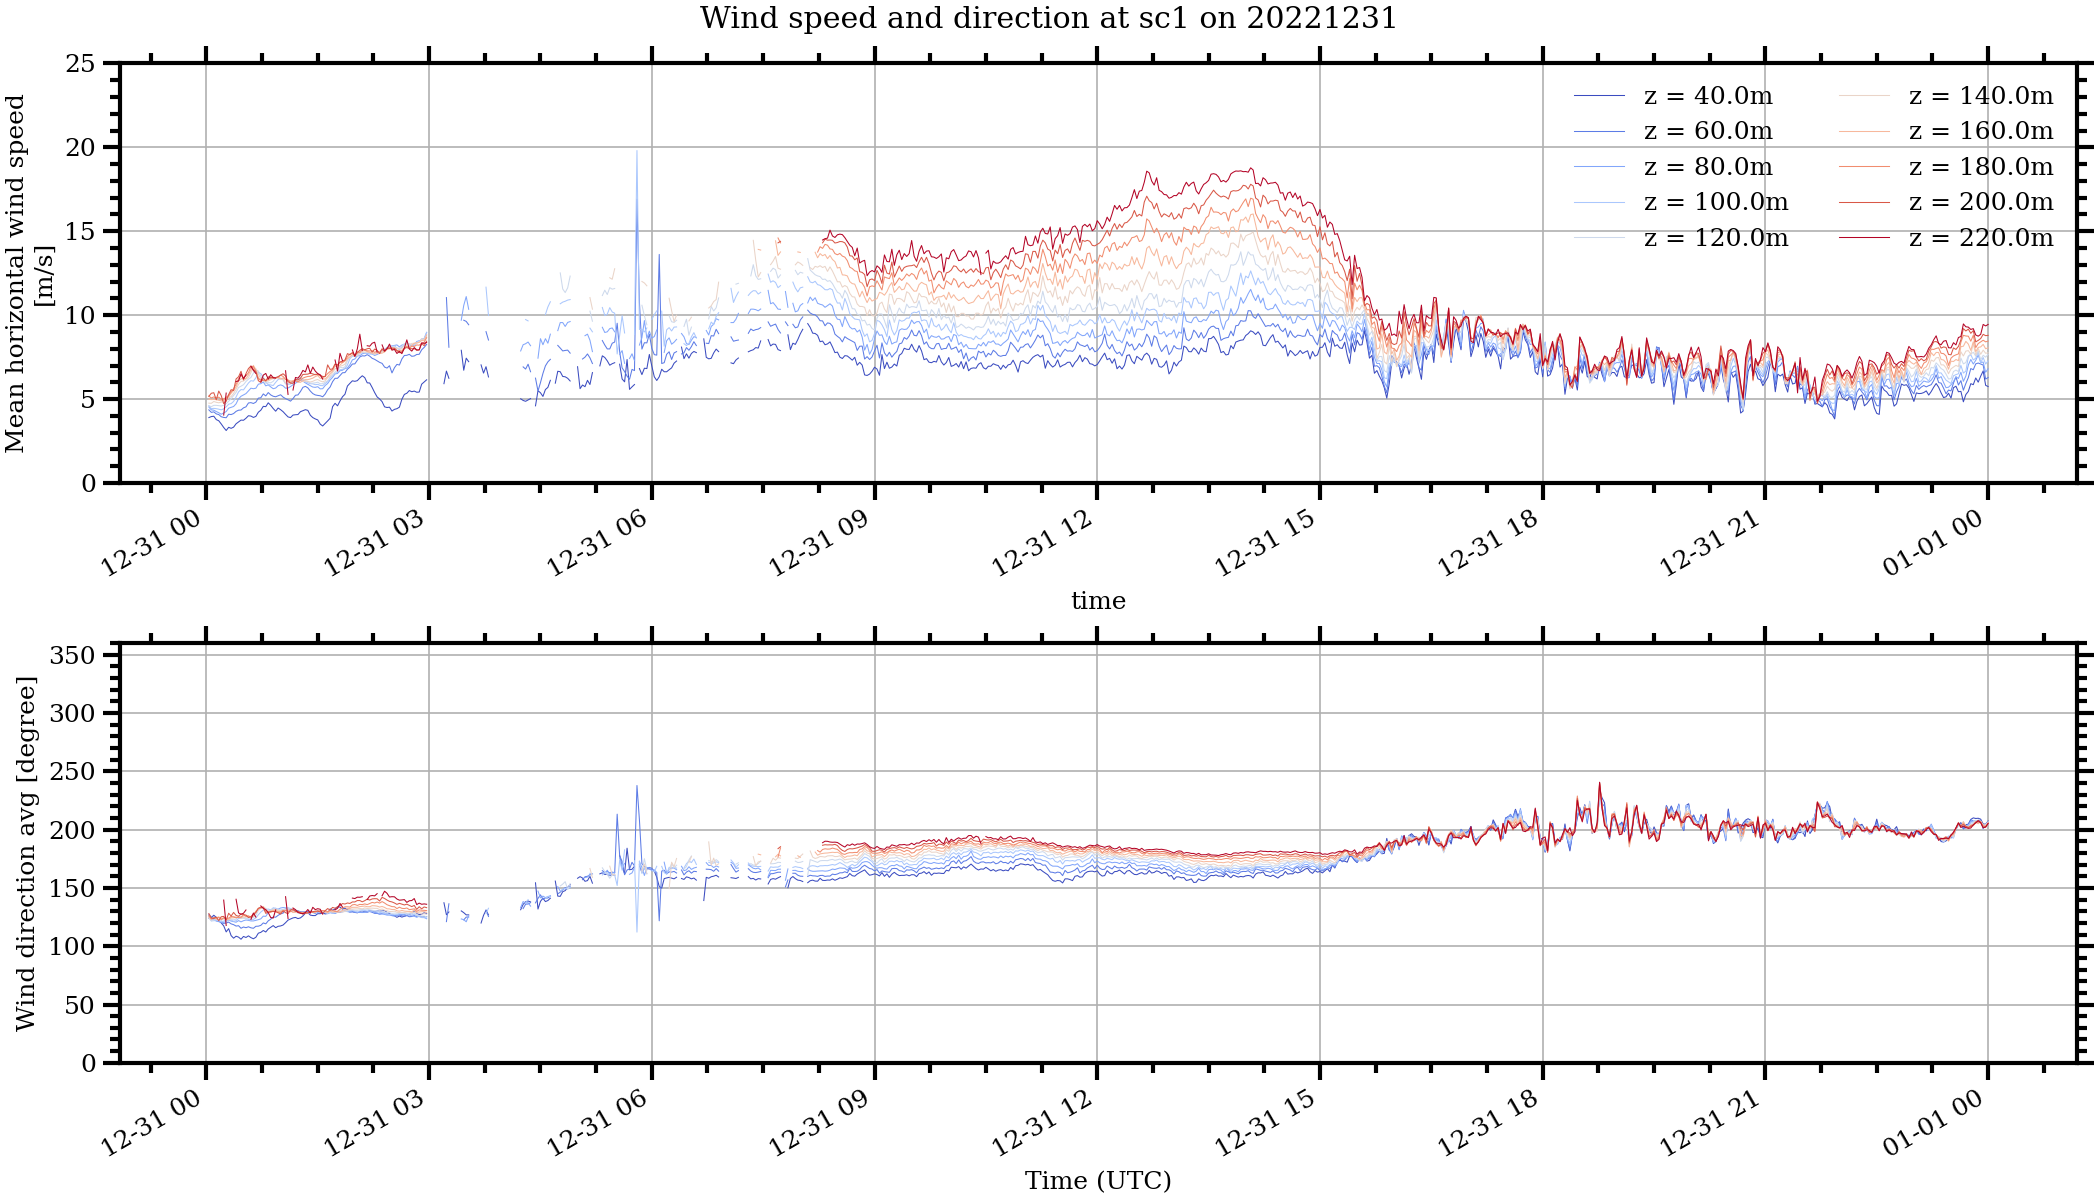 Wind speed and direction at sc1 on 20221231
Mean horizontal wind speed
[m/s]
25
20
15
10
5
0
z = 40.0m
z = 60.0m
z = 80.0m
z = 100.0m
z = 120.0m
z = 140.0m
z = 160.0m
z = 180.0m
z = 200.0m
z = 220.0m
12-31 00
12-31 03
12-31 06
12-31 09
12-31 12
12-31 15
12-31 18
12-31 21
01-01 00
time
Wind direction avg [degree]
350
300
250
200
150
100
50
0
12-31 00
12-31 03
12-31 06
12-31 09
12-31 12
12-31 15
12-31 18
12-31 21
01-01 00
Time (UTC)